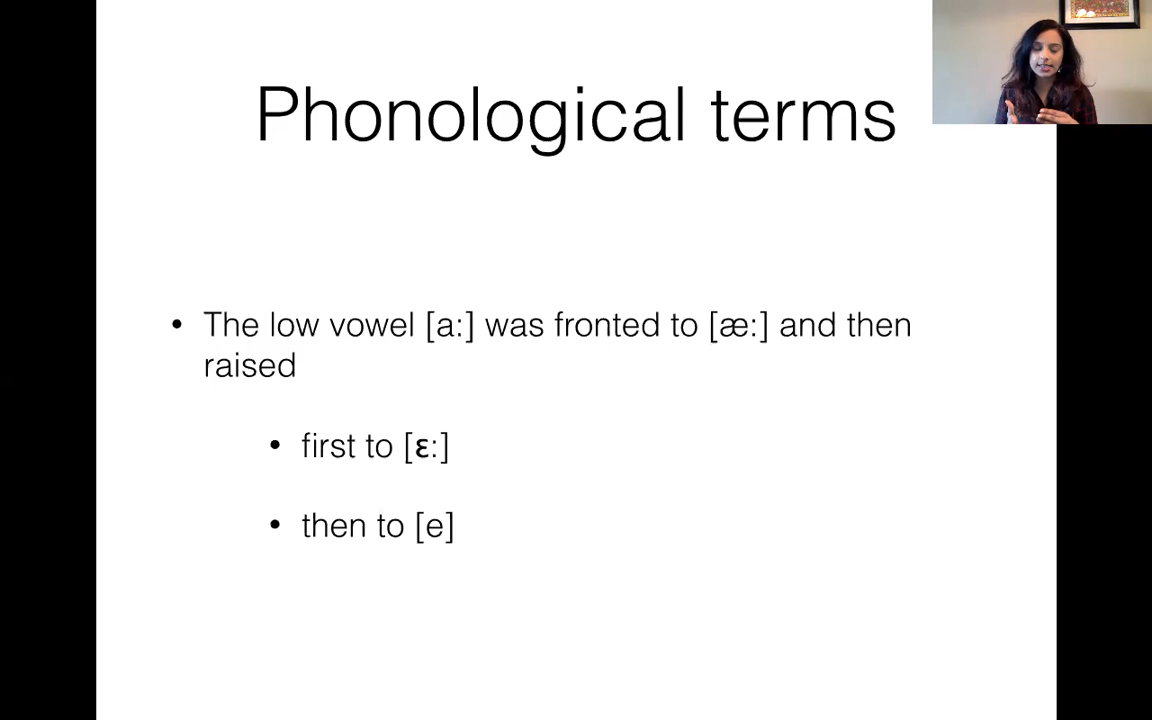 Phonological terms
• The low vowel [a:] was fronted to [æ:] and then
raised
• first to [ɛ:]
• then to [e]